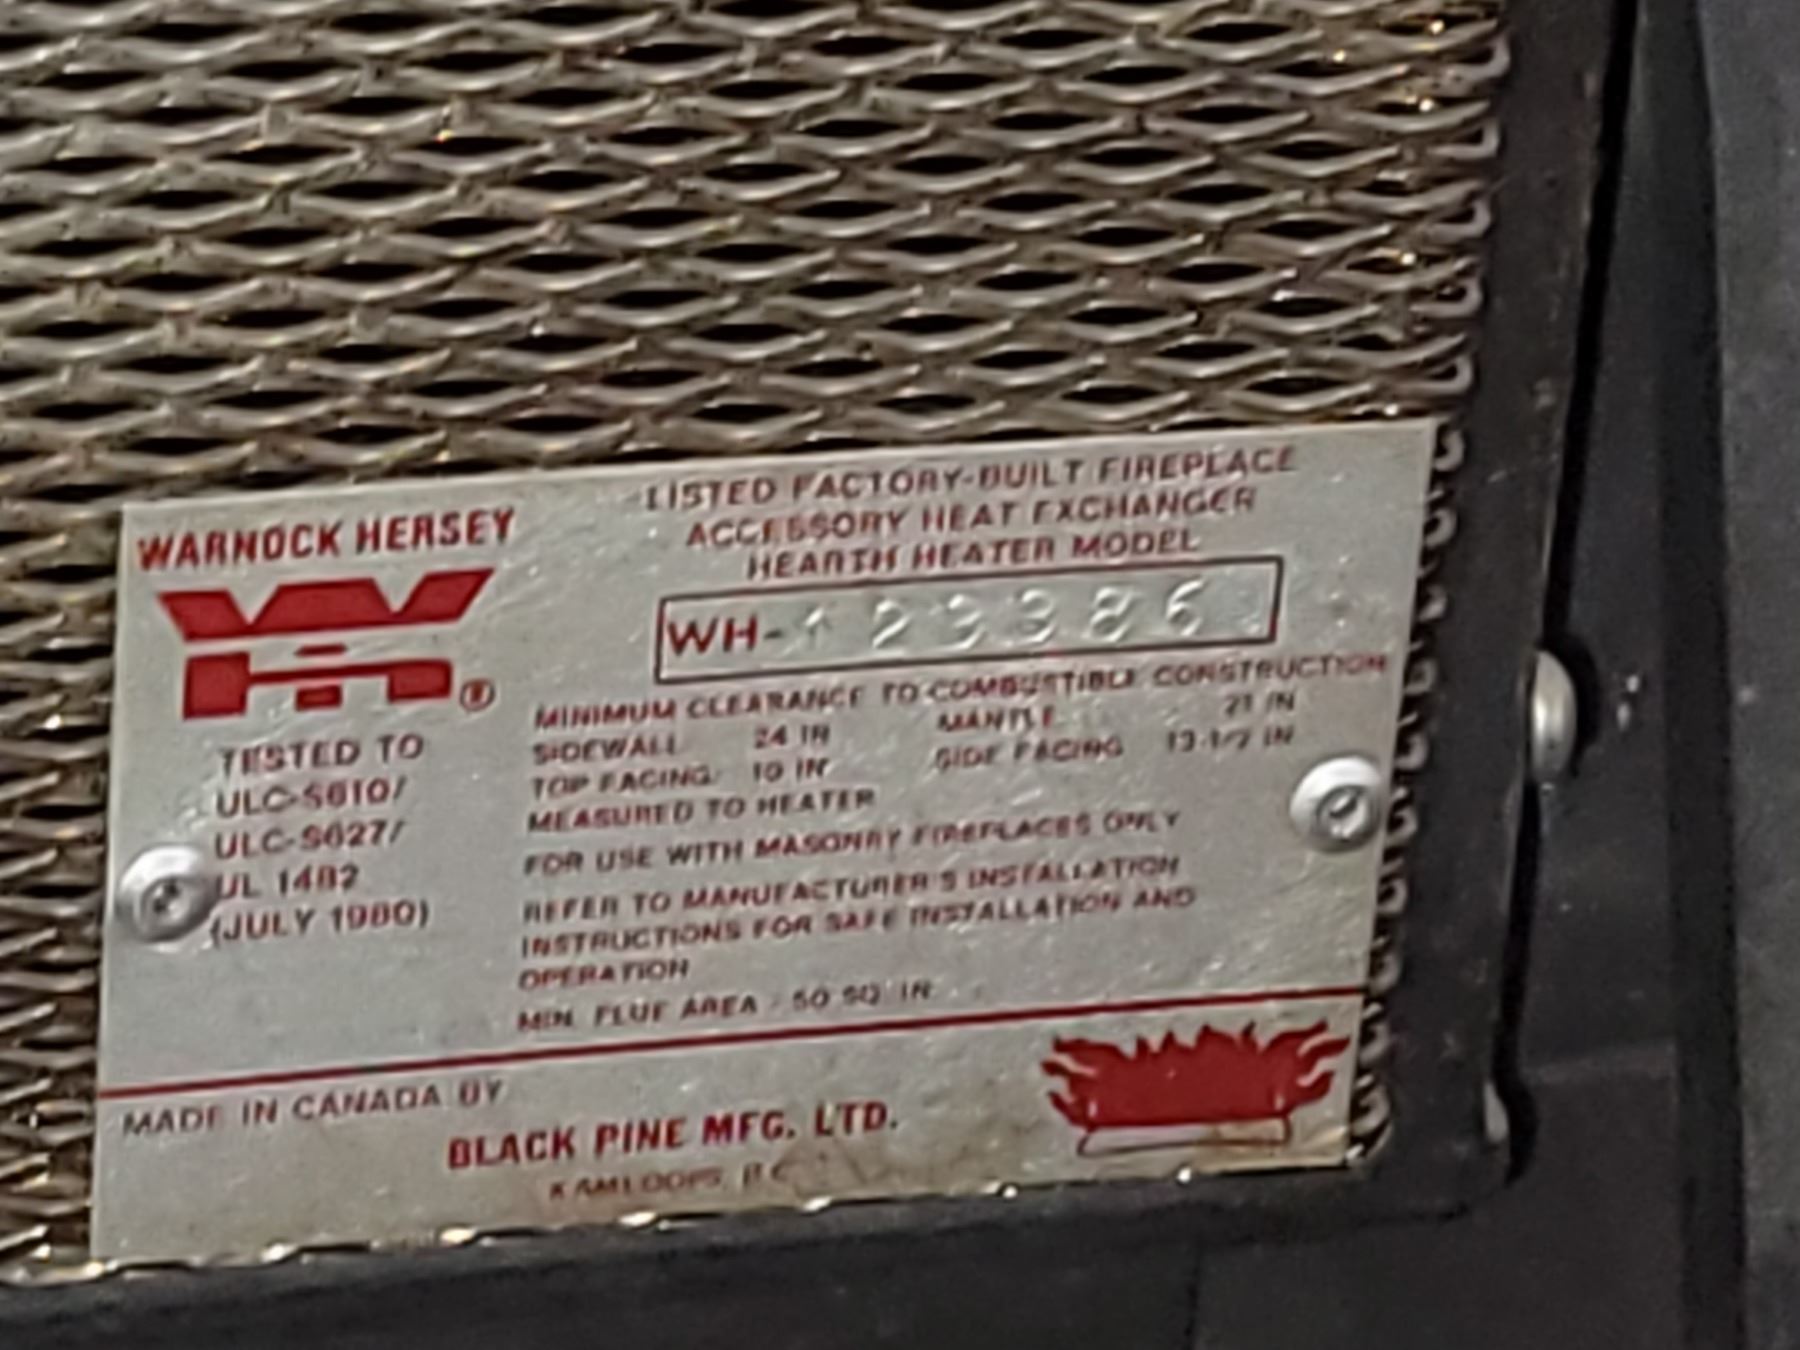 WARNOCK HERSEY
®
TESTED TO
ULC-S610/
ULC-S627/
UL 1482
(JULY 1980)
LISTED FACTORY-BUILT FIREPLACE
ACCESSORY HEAT EXCHANGER
HEARTH HEATER MODEL
WH-123386
MINIMUM CLEARANCE TO COMBUSTIBLE CONSTRUCTION
SIDEWALL 24 IN MANTLE 21 IN
TOP FACING 10 IN SIDE FACING 13-1/2 IN
MEASURED TO HEATER
FOR USE WITH MASONRY FIREPLACES ONLY
REFER TO MANUFACTURER'S INSTALLATION
INSTRUCTIONS FOR SAFE INSTALLATION AND
OPERATION
MIN. FLUE AREA - 50 SQ. IN
MADE IN CANADA BY
BLACK PINE MFG. LTD.
KAMLOOPS, B.C.